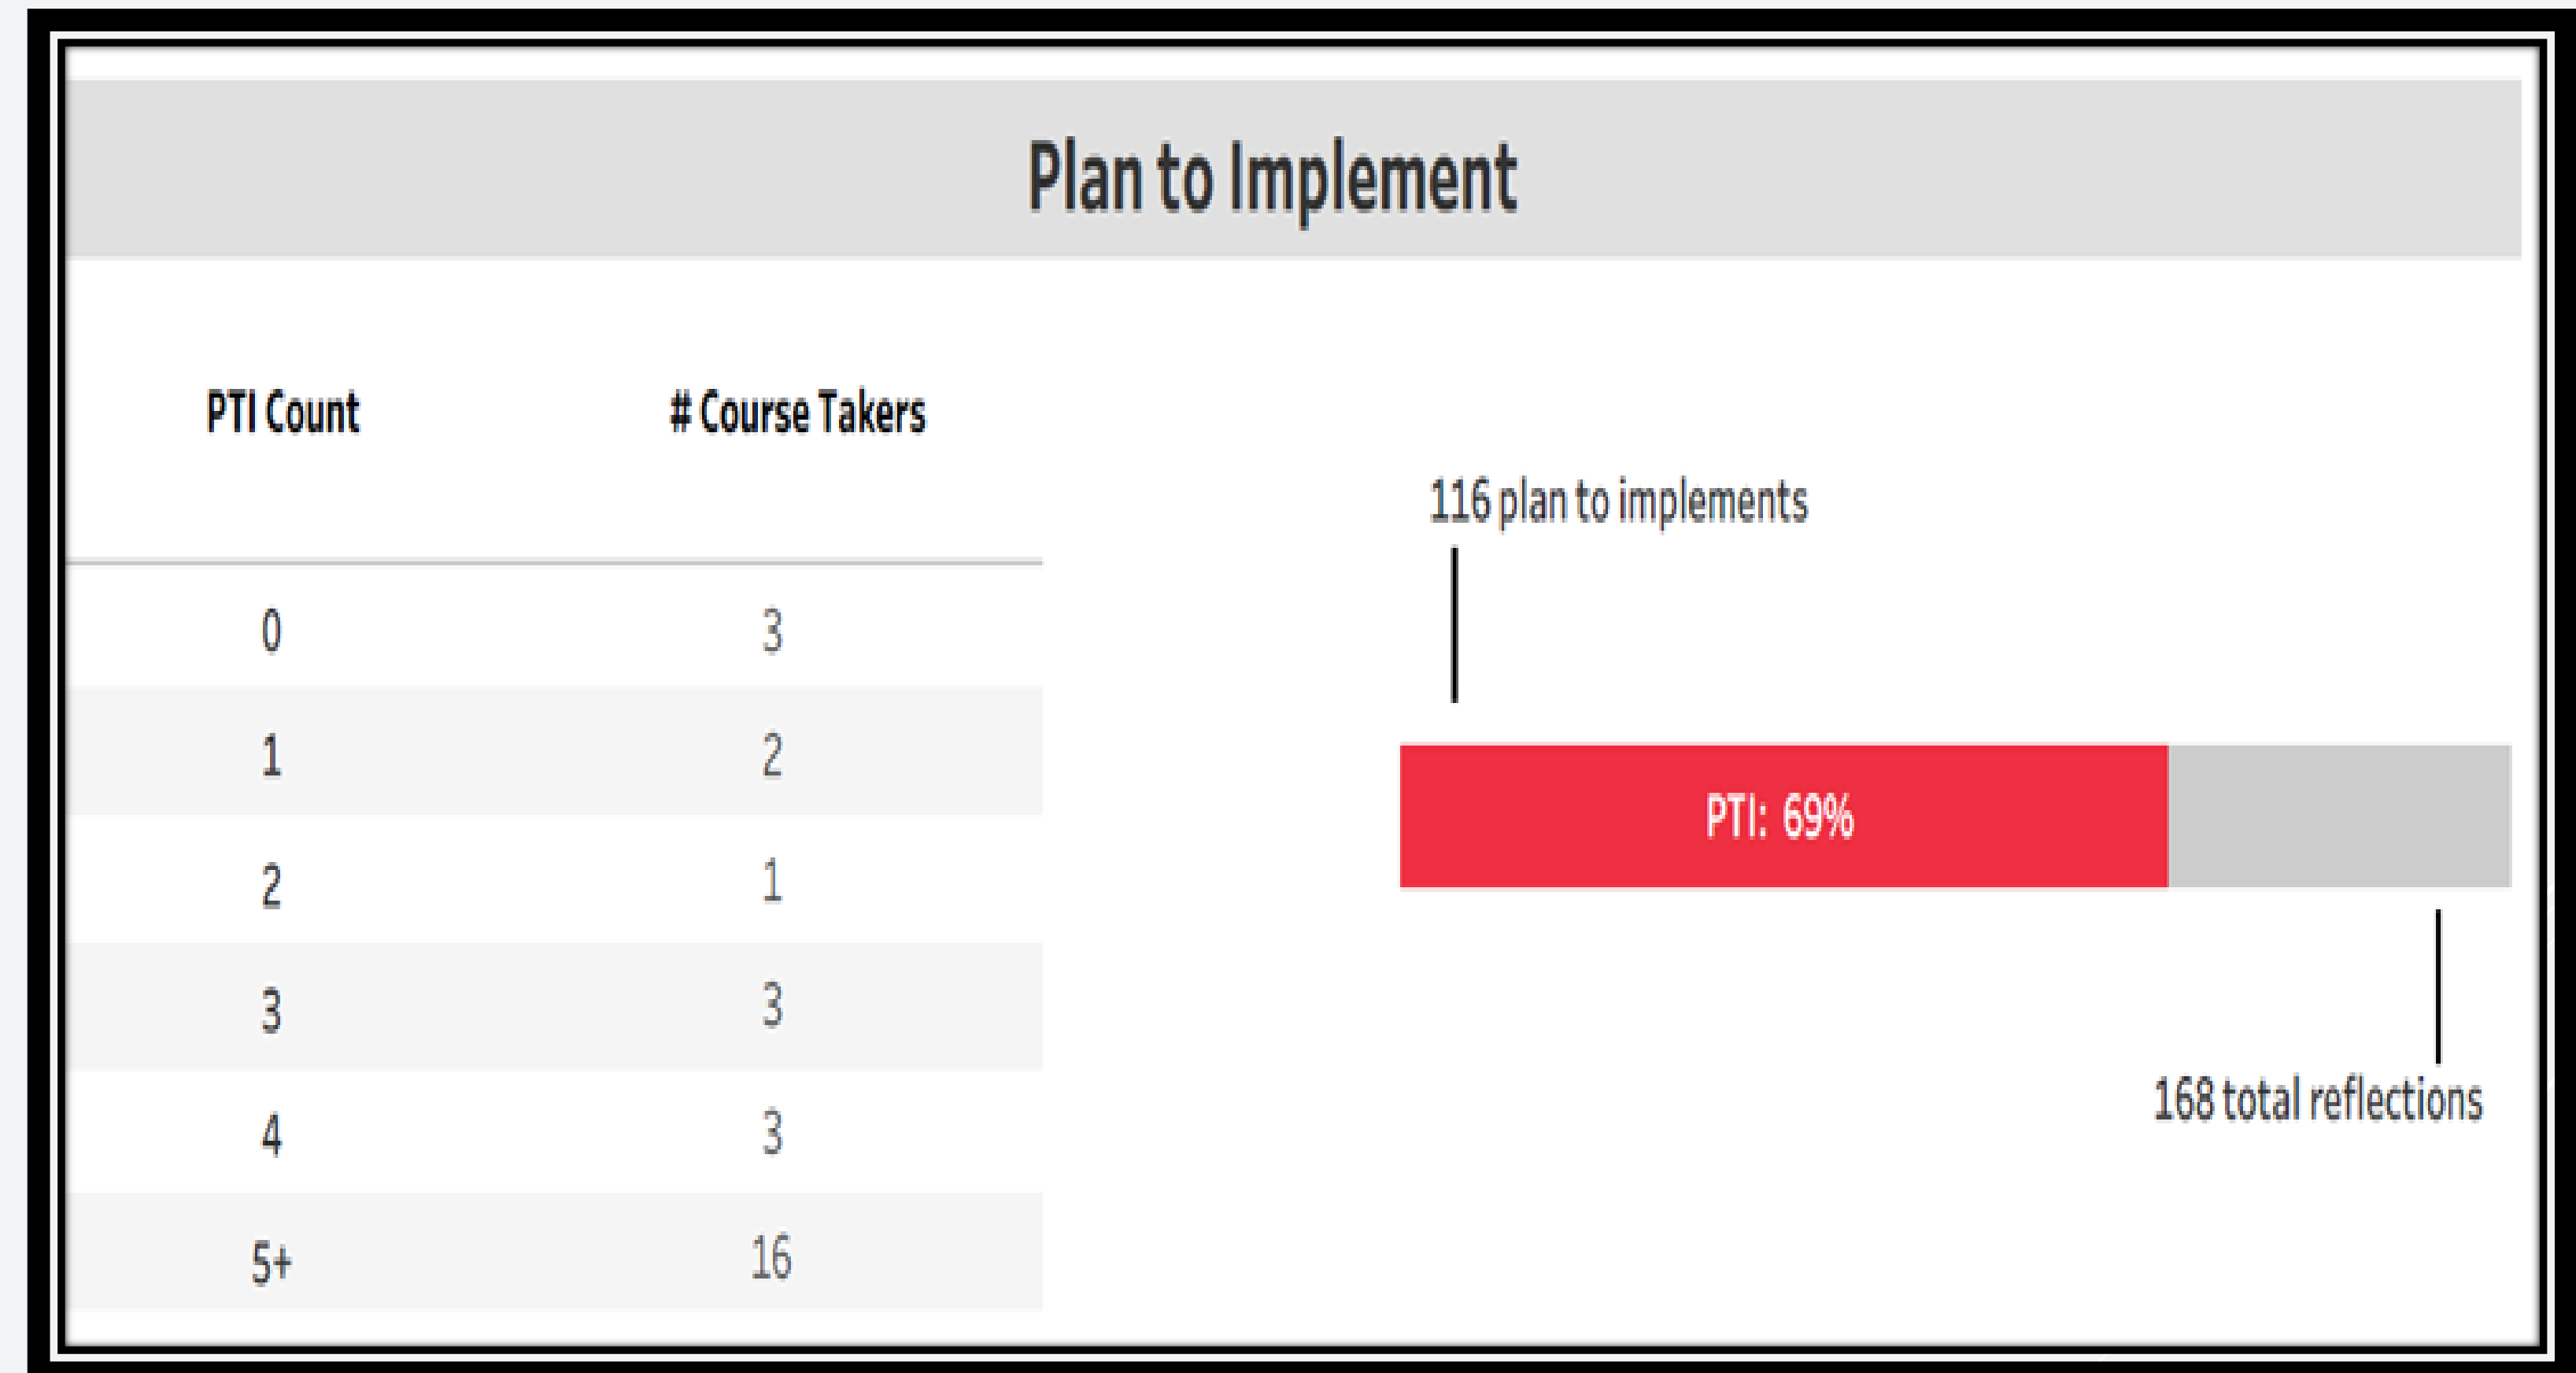 Plan to Implement
PTI Count # Course Takers
0 3
1 2
2 1
3 3
4 3
5+ 16
116 plan to implements
PTI: 69%
168 total reflections